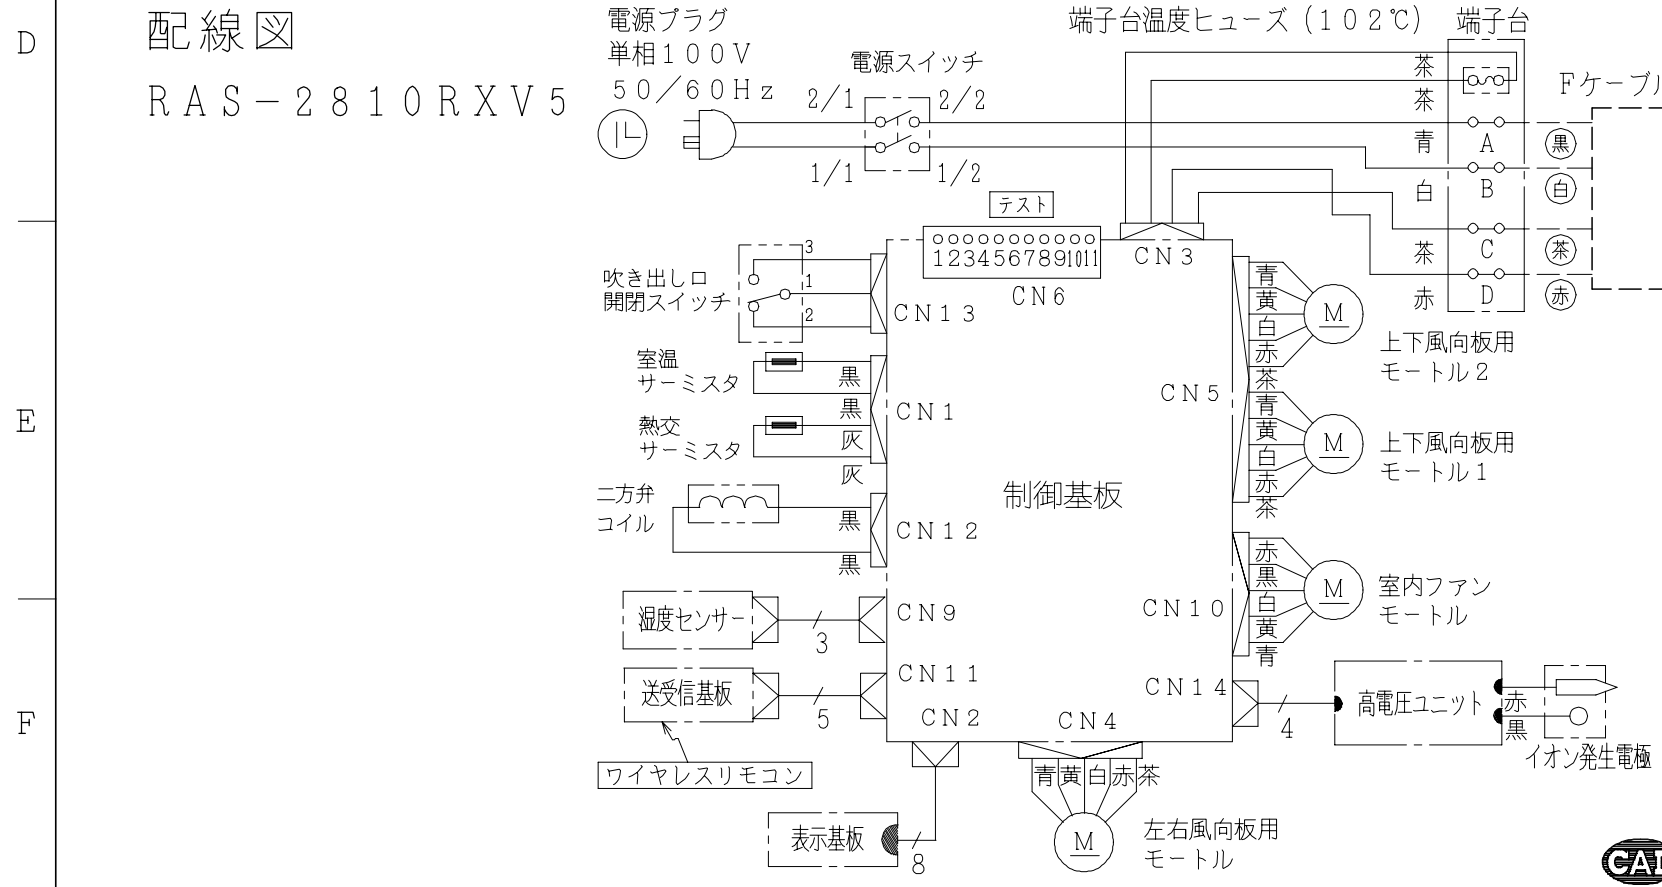 D
配線図
RAS-2810RXV5
電源プラグ
単相100V
50/60Hz
電源スイッチ
2/1
2/2
1/1
1/2
端子台温度ヒューズ(102℃)
端子台
Fケーブル
茶
茶
青
白
茶
赤
A
B
C
D
黒
白
茶
赤
テスト
1234567891011
CN6
CN3
E
吹き出し口
開閉スイッチ
3
1
2
CN13
室温
サーミスタ
黒
黒
CN1
熱交
サーミスタ
灰
灰
二方弁
コイル
黒
黒
CN12
制御基板
CN5
青
黄
白
赤
茶
M
上下風向板用
モートル2
青
黄
白
赤
茶
M
上下風向板用
モートル1
CN10
赤
黒
白
黄
青
M
室内ファン
モートル
F
湿度センサー
3
CN9
送受信基板
5
CN11
ワイヤレスリモコン
CN2
表示基板
8
CN4
青黄白赤茶
M
左右風向板用
モートル
CN14
4
高電圧ユニット
赤
黒
イオン発生電極